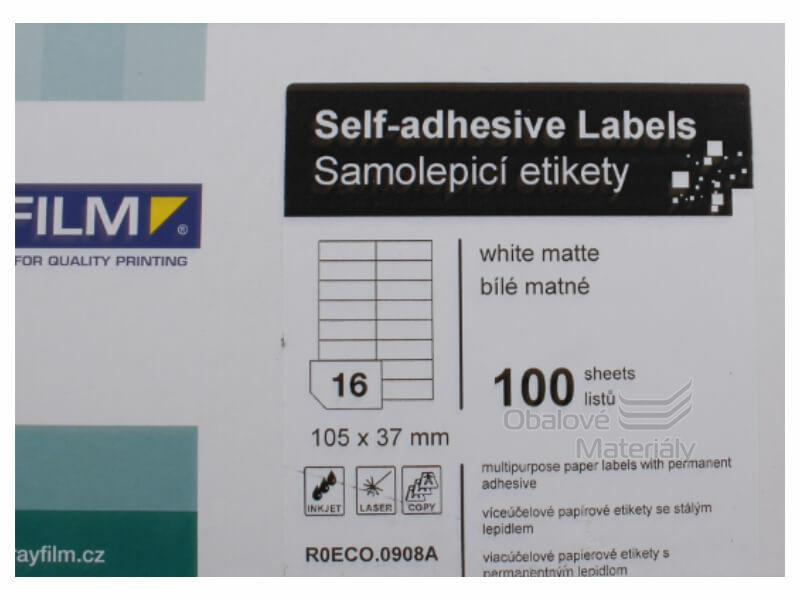 Self-adhesive Labels
Samolepicí etikety
FILM
®
FOR QUALITY PRINTING
white matte
bílé matné
16
100 sheets
listů
105 x 37 mm
Obalové
Materiály
INKJET LASER COPY
multipurpose paper labels with permanent
adhesive
víceúčelové papírové etikety se stálým
lepidlem
R0ECO.0908A
viacúčelové papierové etikety s
permanentným lepidlom
rayfilm.cz